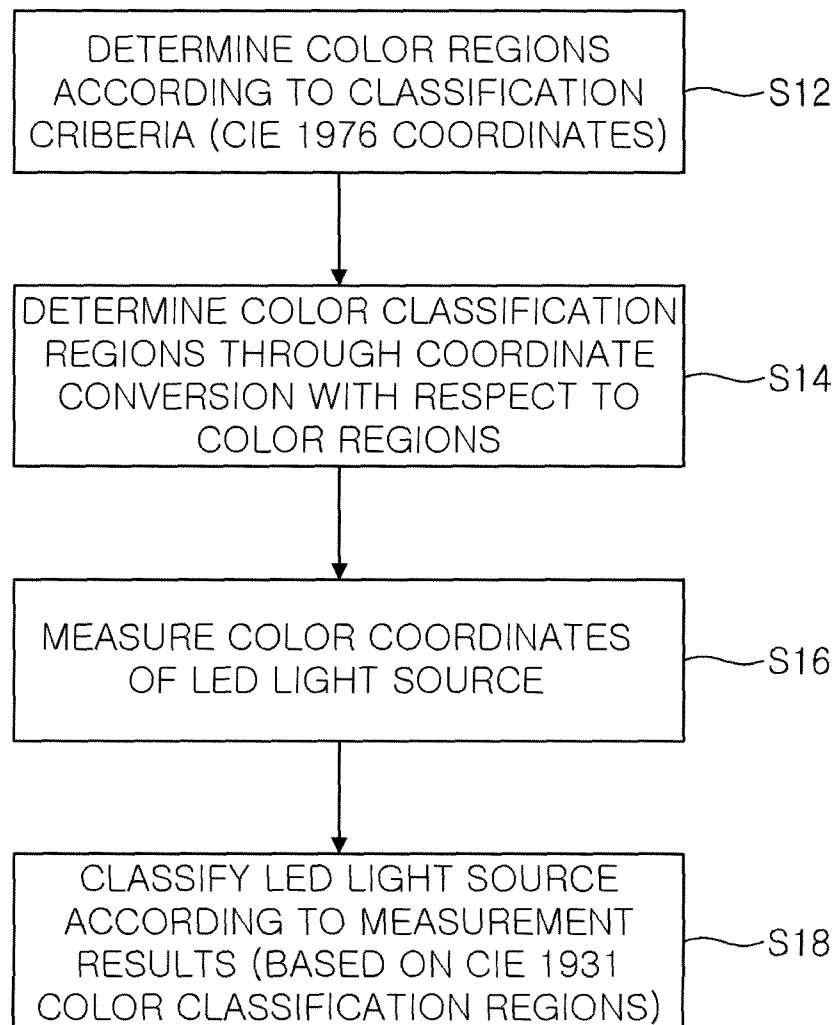 DETERMINE COLOR REGIONS
ACCORDING TO CLASSIFICATION
CRIBERIA (CIE 1976 COORDINATES)
S12
DETERMINE COLOR CLASSIFICATION
REGIONS THROUGH COORDINATE
CONVERSION WITH RESPECT TO
COLOR REGIONS
S14
MEASURE COLOR COORDINATES
OF LED LIGHT SOURCE
S16
CLASSIFY LED LIGHT SOURCE
ACCORDING TO MEASUREMENT
RESULTS (BASED ON CIE 1931
COLOR CLASSIFICATION REGIONS)
S18